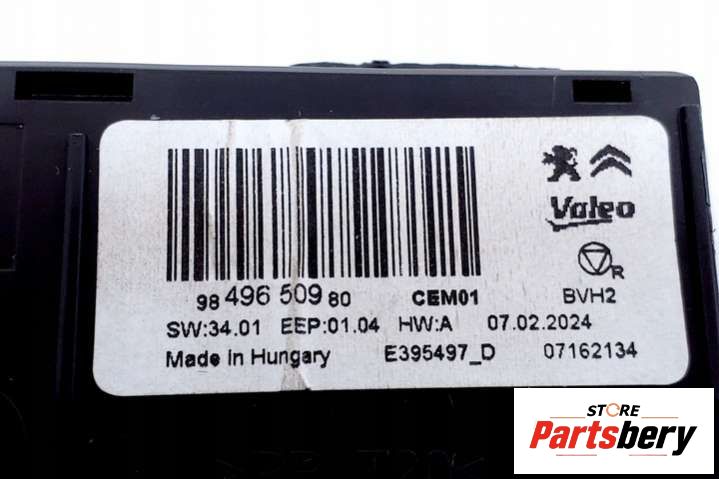 Valeo
R
98 496 509 80 CEM01 BVH2
SW:34.01 EEP:01.04 HW:A 07.02.2024
Made in Hungary E395497_D 07162134
STORE
Partsbery